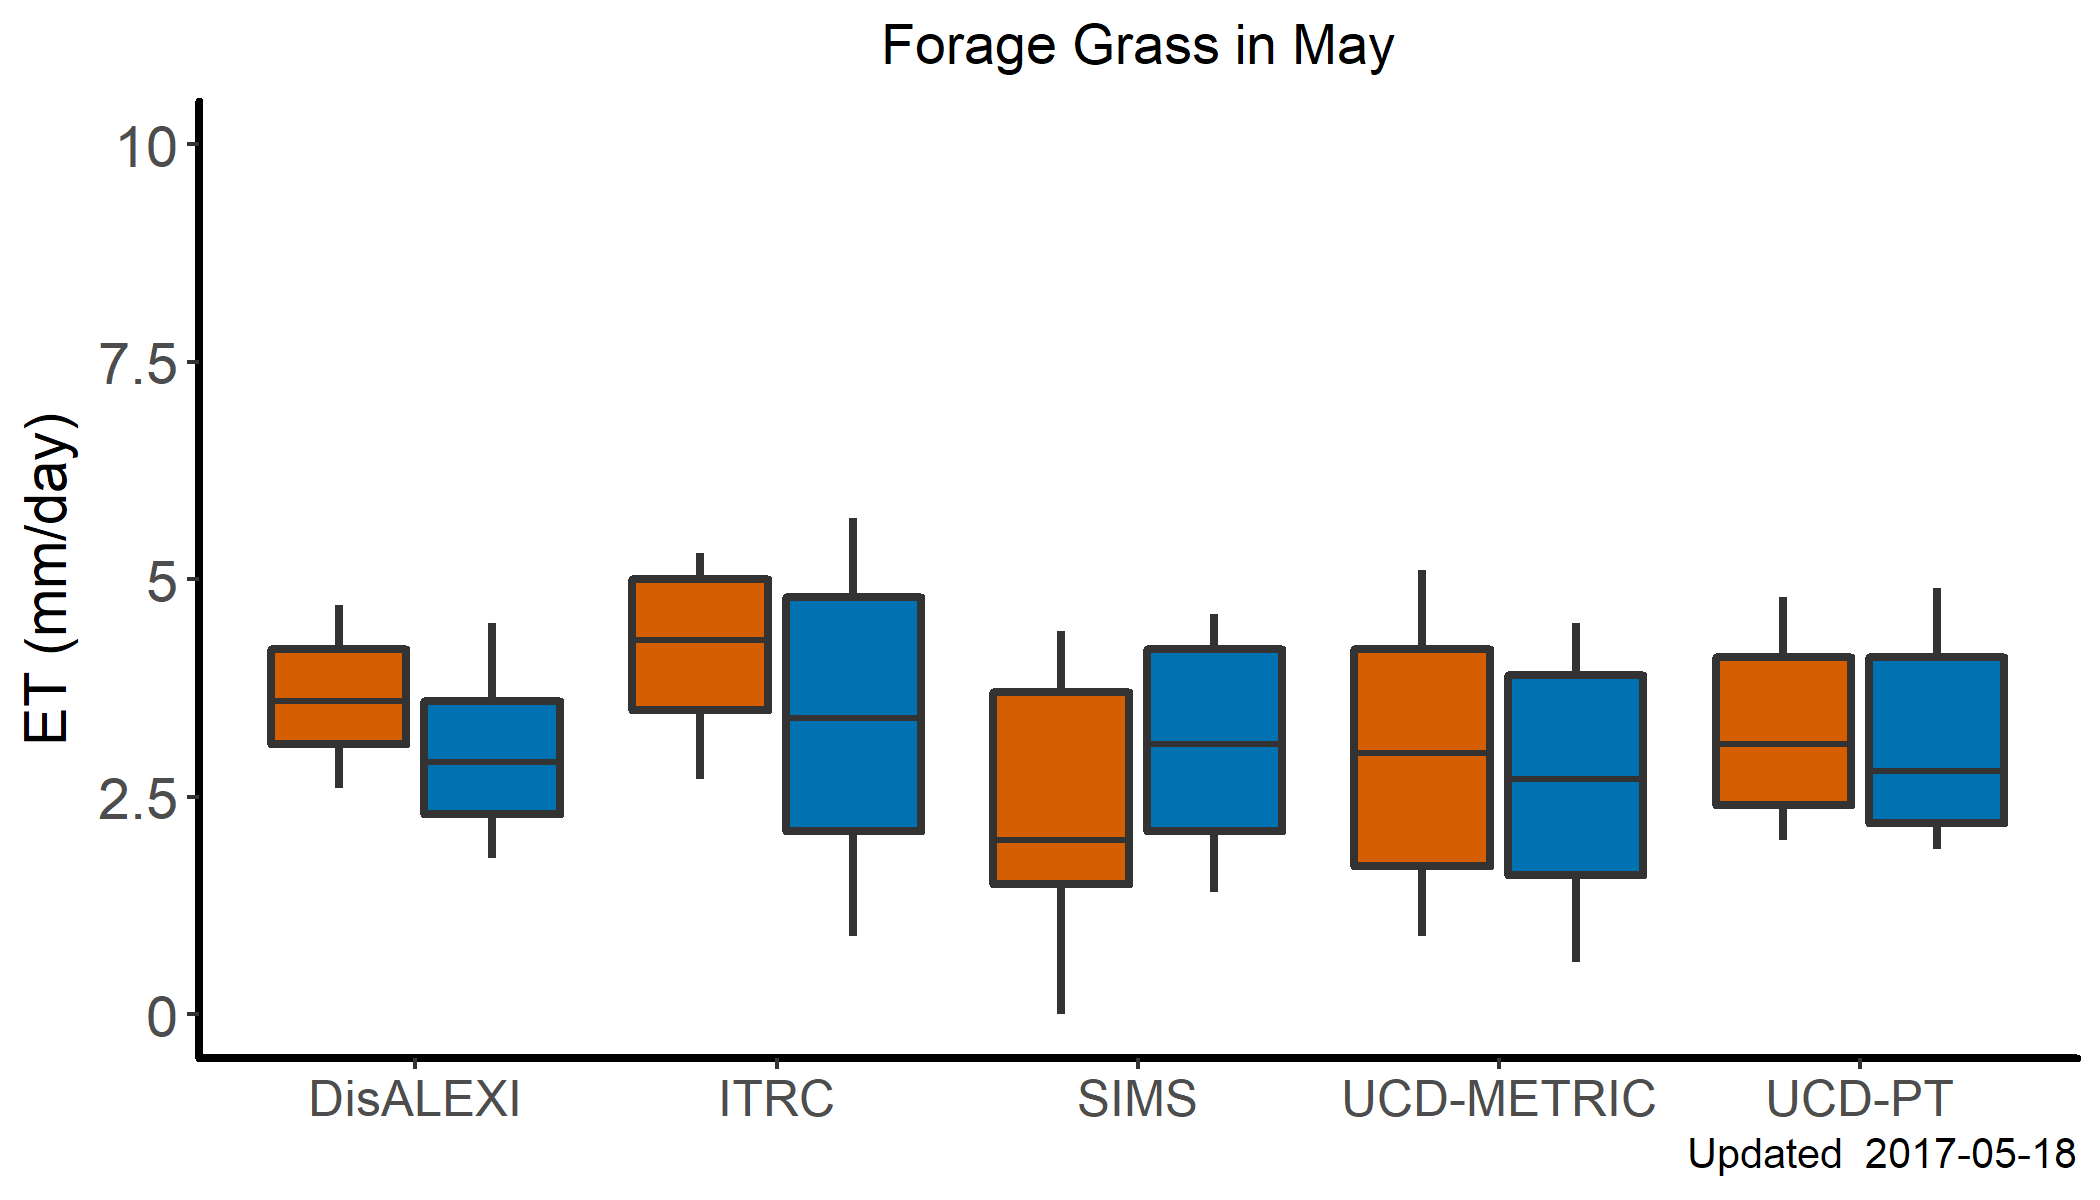 Forage Grass in May
ET (mm/day)
10
7.5
5
2.5
0
DisALEXI ITRC SIMS UCD-METRIC UCD-PT
Updated  2017-05-18